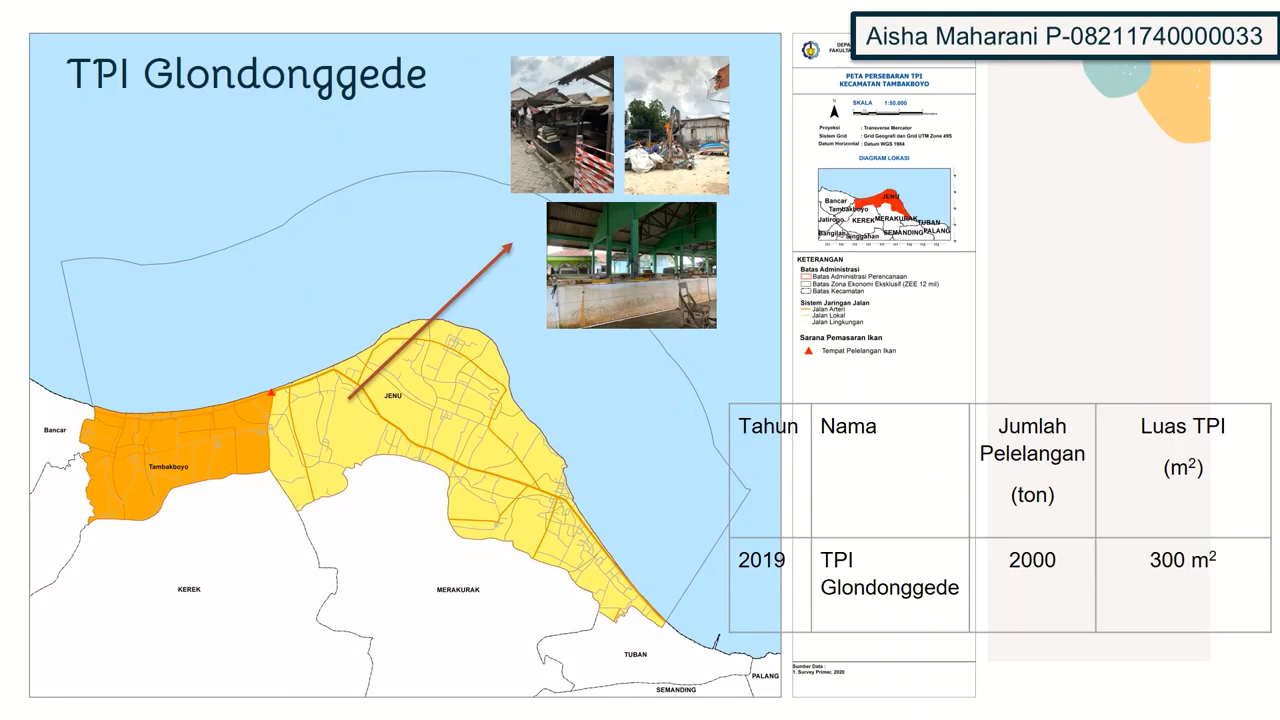 Aisha Maharani P-08211740000033
TPI Glondonggede
JENU
Bancar
Tambakboyo
KEREK
MERAKURAK
TUBAN
PALANG
SEMANDING
PETA PERSEBARAN TPI
KECAMATAN TAMBAKBOYO
N
SKALA 1:50.000
Proyeksi : Transverse Mercator
Sistem Grid : Grid Geografi dan Grid UTM Zone 49S
Datum Horizontal : Datum WGS 1984
DIAGRAM LOKASI
JENU
Bancar
Tambakboyo
Jatirogo
KEREK
MERAKURAK
TUBAN
PALANG
SEMANDING
Singgahan
KETERANGAN
Batas Administrasi
Batas Administrasi Perencanaan
Batas Zona Ekonomi Eksklusif (ZEE 12 mil)
Batas Kecamatan
Sistem Jaringan Jalan
Jalan Arteri
Jalan Lokal
Jalan Lingkungan
Sarana Pemasaran Ikan
Tempat Pelelangan Ikan
Tahun Nama Jumlah Pelelangan (ton) Luas TPI (m²)
2019 TPI Glondonggede 2000 300 m²
Sumber Data :
1. Survey Primer, 2020